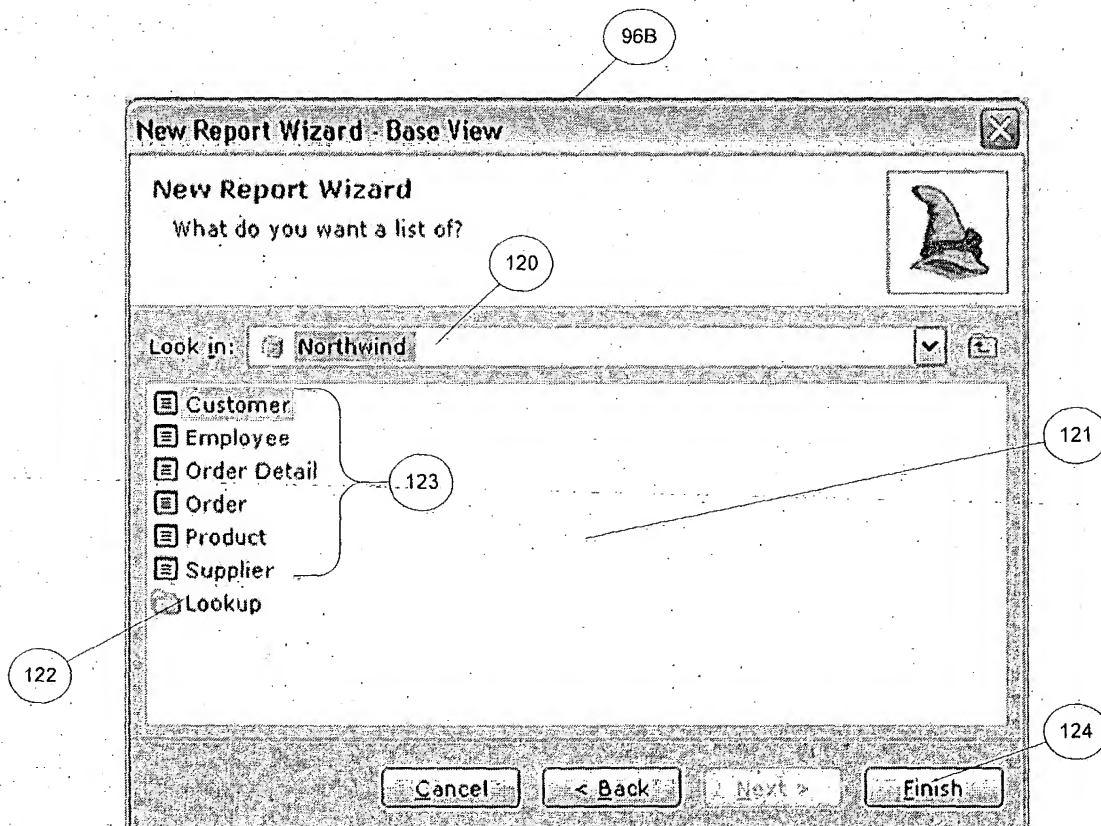 96B
New Report Wizard - Base View
New Report Wizard
What do you want a list of?
120
Look in: Northwind
Customer
Employee
Order Detail
Order
Product
Supplier
Lookup
123
121
122
124
Cancel
< Back
Next >
Finish